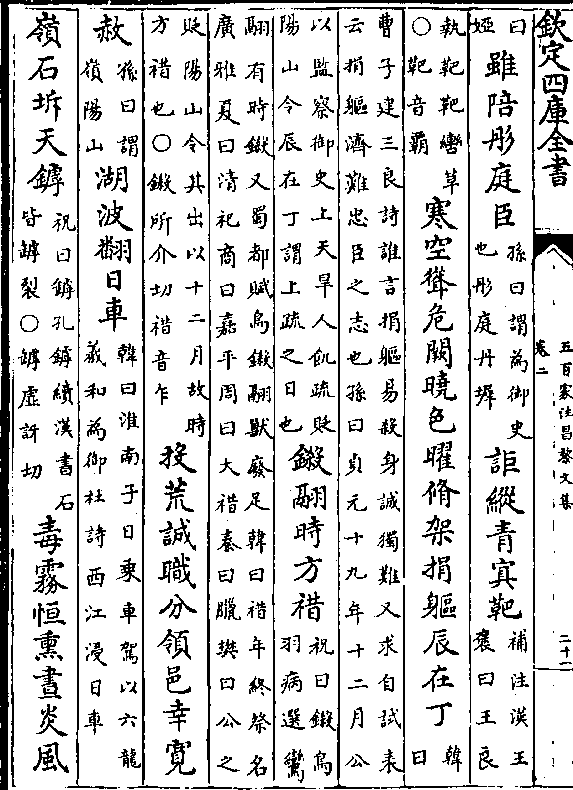 欽定四庫全書
五百家注昌黎文集
卷二
二十一
曰
婭
雖陪彤庭臣
孫曰謂為御史
也彤庭丹墀
詎縱青冥靶
補注漢王
褒曰王良
執靶靶轡草
○靶音霸
寒空聳危闕曉色曜脩架捐軀辰在丁
韓
曰
曹子建三良詩誰言捐軀易殺身誠獨難又求自試表
云捐軀濟難忠臣之志也孫曰貞元十九年十二月公
以監察御史上天旱人飢疏貶
陽山令辰在丁謂上疏之日也
鎩翮時方䄍
祝曰鎩鳥
羽病選鸞
翮有時鎩又蜀都賦鳥鎩翮獸廢足韓曰䄍年終祭名
廣雅夏曰清祀商曰嘉平周曰大䄍秦曰臘樊曰公之
貶陽山令其出以十二月故時
方䄍也○鎩所介切䄍音乍
投荒誠職分領邑幸寛
赦
孫曰謂
嶺陽山
湖波翻日車
韓曰淮南子日乗車駕以六龍
羲和為御杜詩西江浸日車
嶺石坼天罅
祝曰罅孔罅續漢書石
皆罅裂○罅虛訝切
毒霧恒熏晝炎風